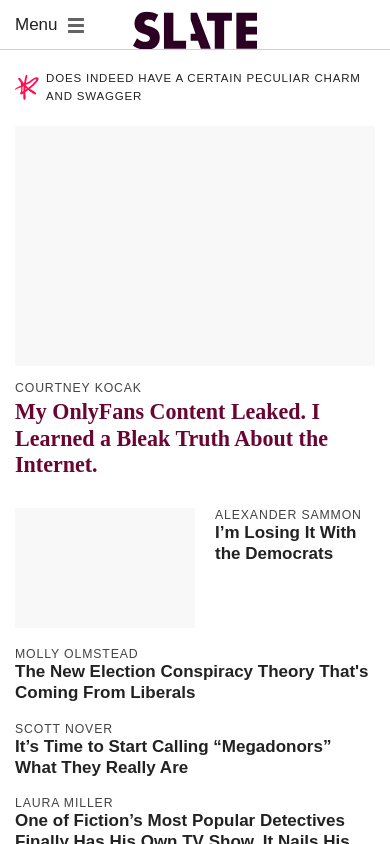 Menu
SLATE
DOES INDEED HAVE A CERTAIN PECULIAR CHARM
AND SWAGGER
COURTNEY KOCAK
My OnlyFans Content Leaked. I
Learned a Bleak Truth About the
Internet.
ALEXANDER SAMMON
I’m Losing It With
the Democrats
MOLLY OLMSTEAD
The New Election Conspiracy Theory That's
Coming From Liberals
SCOTT NOVER
It’s Time to Start Calling “Megadonors”
What They Really Are
LAURA MILLER
One of Fiction’s Most Popular Detectives
Finally Has His Own TV Show. It Nails His